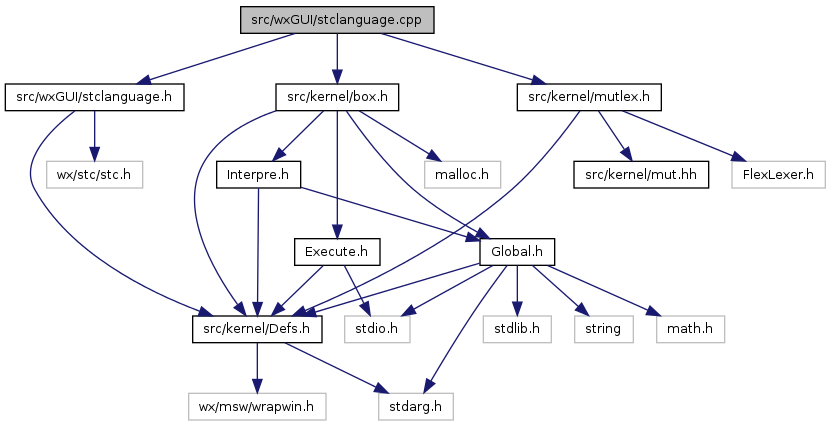 src/wxGUI/stclanguage.cpp
src/wxGUI/stclanguage.h
src/kernel/box.h
src/kernel/mutlex.h
wx/stc/stc.h
Interpre.h
malloc.h
src/kernel/mut.hh
FlexLexer.h
Execute.h
Global.h
src/kernel/Defs.h
stdio.h
stdlib.h
string
math.h
wx/msw/wrapwin.h
stdarg.h